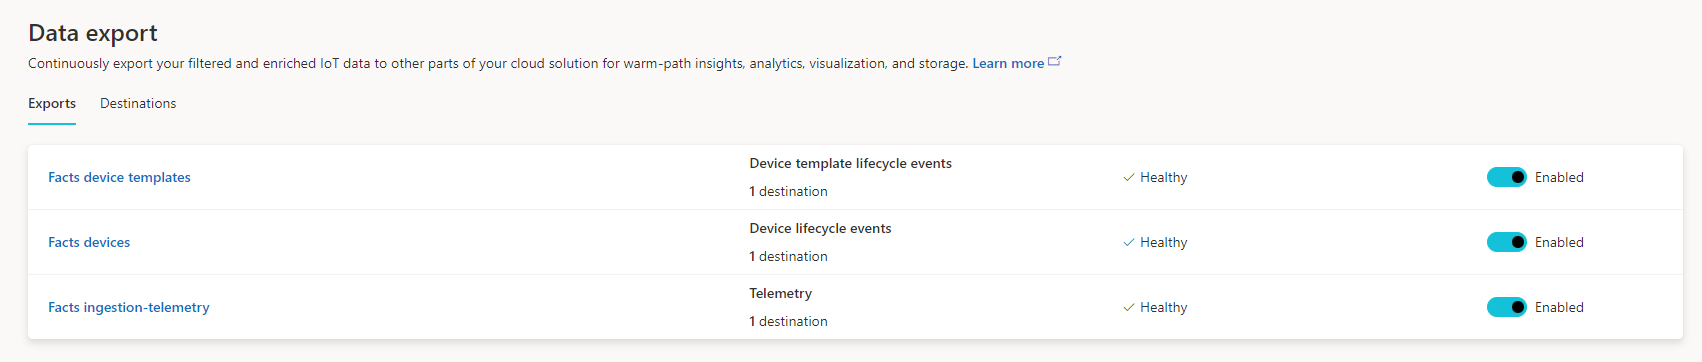 Data export
Continuously export your filtered and enriched IoT data to other parts of your cloud solution for warm-path insights, analytics, visualization, and storage. Learn more
Exports Destinations
Facts device templates
Device template lifecycle events
1 destination
Healthy
Enabled
Facts devices
Device lifecycle events
1 destination
Healthy
Enabled
Facts ingestion-telemetry
Telemetry
1 destination
Healthy
Enabled